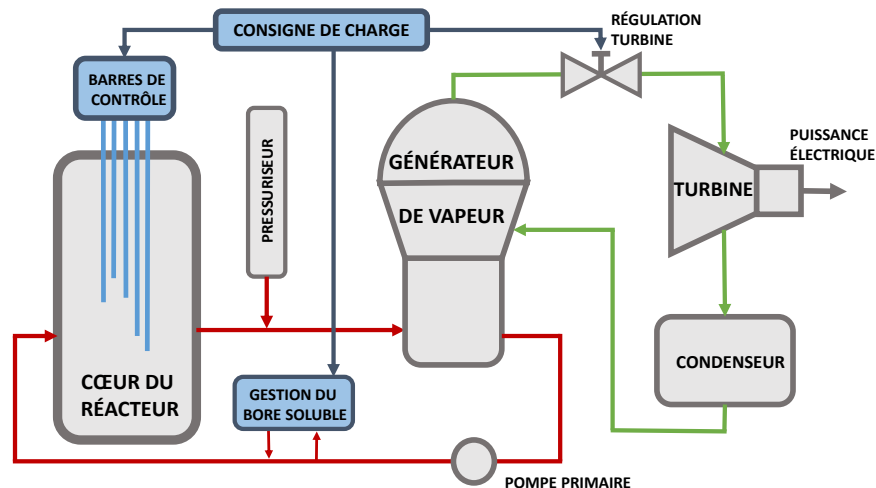 CONSIGNE DE CHARGE
RÉGULATION
TURBINE
BARRES DE
CONTRÔLE
PRESSURISEUR
GÉNÉRATEUR
DE VAPEUR
PUISSANCE
ÉLECTRIQUE
TURBINE
CONDENSEUR
CŒUR DU
RÉACTEUR
GESTION DU
BORE SOLUBLE
POMPE PRIMAIRE